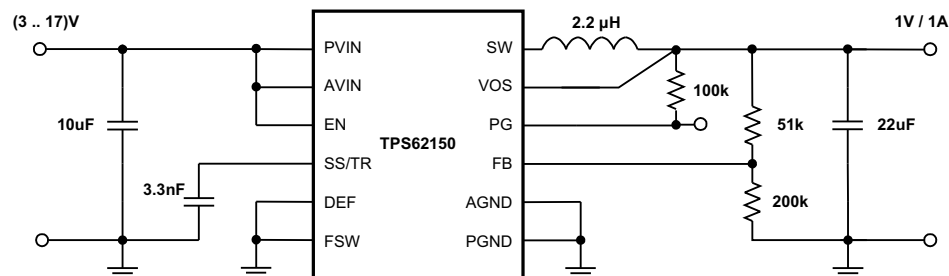 (3 .. 17)V
2.2 µH
1V / 1A
PVIN
SW
AVIN
VOS
100k
10uF
EN
PG
51k
22uF
TPS62150
SS/TR
FB
3.3nF
DEF
AGND
200k
FSW
PGND